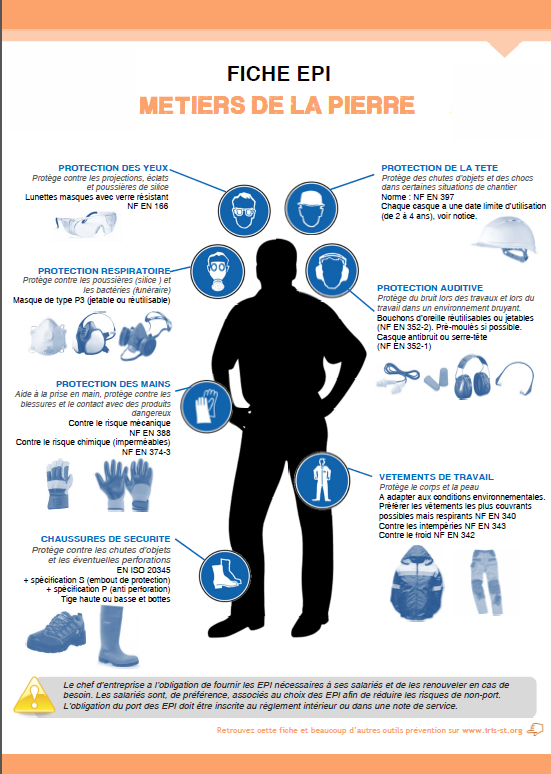 FICHE EPI
METIERS DE LA PIERRE
PROTECTION DES YEUX
Protège contre les projections, éclats
et poussières de silice
Lunettes masques avec verre résistant
NF EN 166
PROTECTION DE LA TETE
Protège des chutes d'objets et des chocs
dans certaines situations de chantier
Norme : NF EN 397
Chaque casque a une date limite d'utilisation
(de 2 à 4 ans), voir notice.
PROTECTION RESPIRATOIRE
Protège contre les poussières (silice ) et
les bactéries (funéraire)
Masque de type P3 (jetable ou réutilisable)
PROTECTION AUDITIVE
Protège du bruit lors des travaux et lors du
travail dans un environnement bruyant.
Bouchons d'oreille réutilisables ou jetables
(NF EN 352-2). Pré-moulés si possible.
Casque antibruit ou serre-tête
(NF EN 352-1)
PROTECTION DES MAINS
Aide à la prise en main, protège contre les
blessures et le contact avec des produits
dangereux
Contre le risque mécanique
NF EN 388
Contre le risque chimique (imperméables)
NF EN 374-3
VETEMENTS DE TRAVAIL
Protège le corps et la peau
A adapter aux conditions environnementales.
Préférer les vêtements les plus couvrants
possibles mais respirants NF EN 340
Contre les intempéries NF EN 343
Contre le froid NF EN 342
CHAUSSURES DE SECURITE
Protège contre les chutes d'objets
et les éventuelles perforations
EN ISO 20345
+ spécification S (embout de protection)
+ spécification P (anti perforation)
Tige haute ou basse et bottes
Le chef d'entreprise a l'obligation de fournir les EPI nécessaires à ses salariés et de les renouveler en cas de
besoin. Les salariés sont, de préférence, associés au choix des EPI afin de réduire les risques de non-port.
L'obligation du port des EPI doit être inscrite au règlement intérieur ou dans une note de service.
Retrouvez cette fiche et beaucoup d'autres outils prévention sur www.iris-st.org